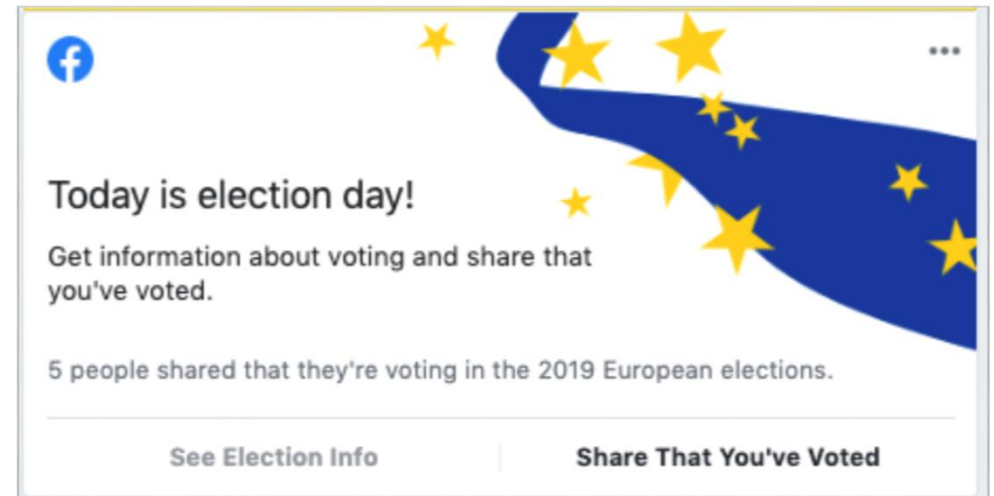 Today is election day!
Get information about voting and share that
you've voted.
5 people shared that they're voting in the 2019 European elections.
See Election Info
Share That You've Voted